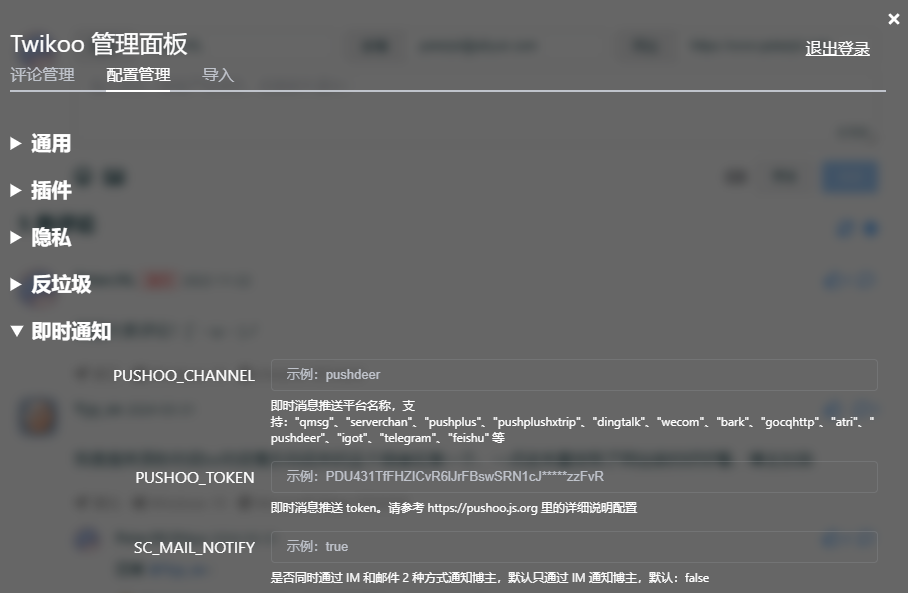 ×
Twikoo 管理面板
退出登录
评论管理 配置管理 导入
▶ 通用
▶ 插件
▶ 隐私
▶ 反垃圾
▼ 即时通知
PUSHOO_CHANNEL 示例：pushdeer
即时消息推送平台名称，支
持："qmsg"、"serverchan"、"pushplus"、"pushplushxtrip"、"dingtalk"、"wecom"、"bark"、"gocqhttp"、"atri"、"
pushdeer"、"igot"、"telegram"、"feishu" 等
PUSHOO_TOKEN 示例：PDU431TfFHZICvR6lJrFBswSRN1cJ*****zzFvR
即时消息推送 token。请参考 https://pushoo.js.org 里的详细说明配置
SC_MAIL_NOTIFY 示例：true
是否同时通过 IM 和邮件 2 种方式通知博主，默认只通过 IM 通知博主，默认：false